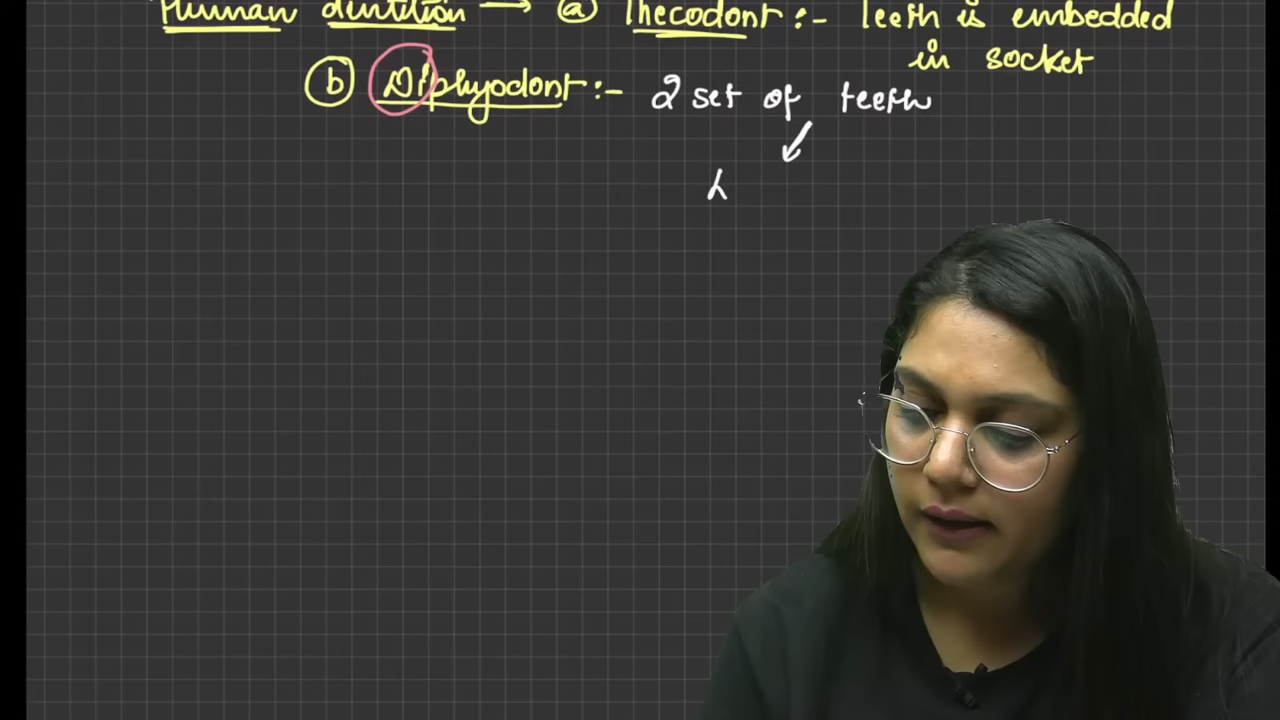 Human dentition → ⓐ Thecodont :- Teeth is embedded
in socket
ⓑ Diphyodont :- 2 set of teeth